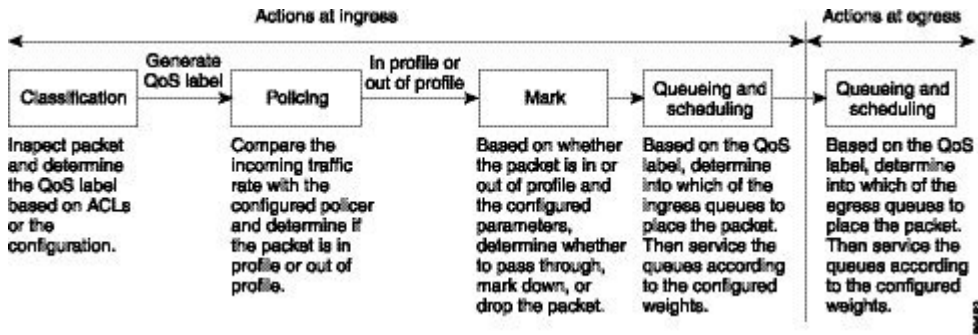 Actions at ingress
Actions at egress
Generate
QoS label
In profile or
out of profile
Classification
Policing
Mark
Queueing and
scheduling
Queueing and
scheduling
Inspect packet
and determine
the QoS label
based on ACLs
or the
configuration.
Compare the
incoming traffic
rate with the
configured policer
and determine if
the packet is in
profile or out of
profile.
Based on whether
the packet is in or
out of profile and
the configured
parameters,
determine whether
to pass through,
mark down, or
drop the packet.
Based on the QoS
label, determine
into which of the
ingress queues to
place the packet.
Then service the
queues according
to the configured
weights.
Based on the QoS
label, determine
into which of the
egress queues to
place the packet.
Then service the
queues according
to the configured
weights.